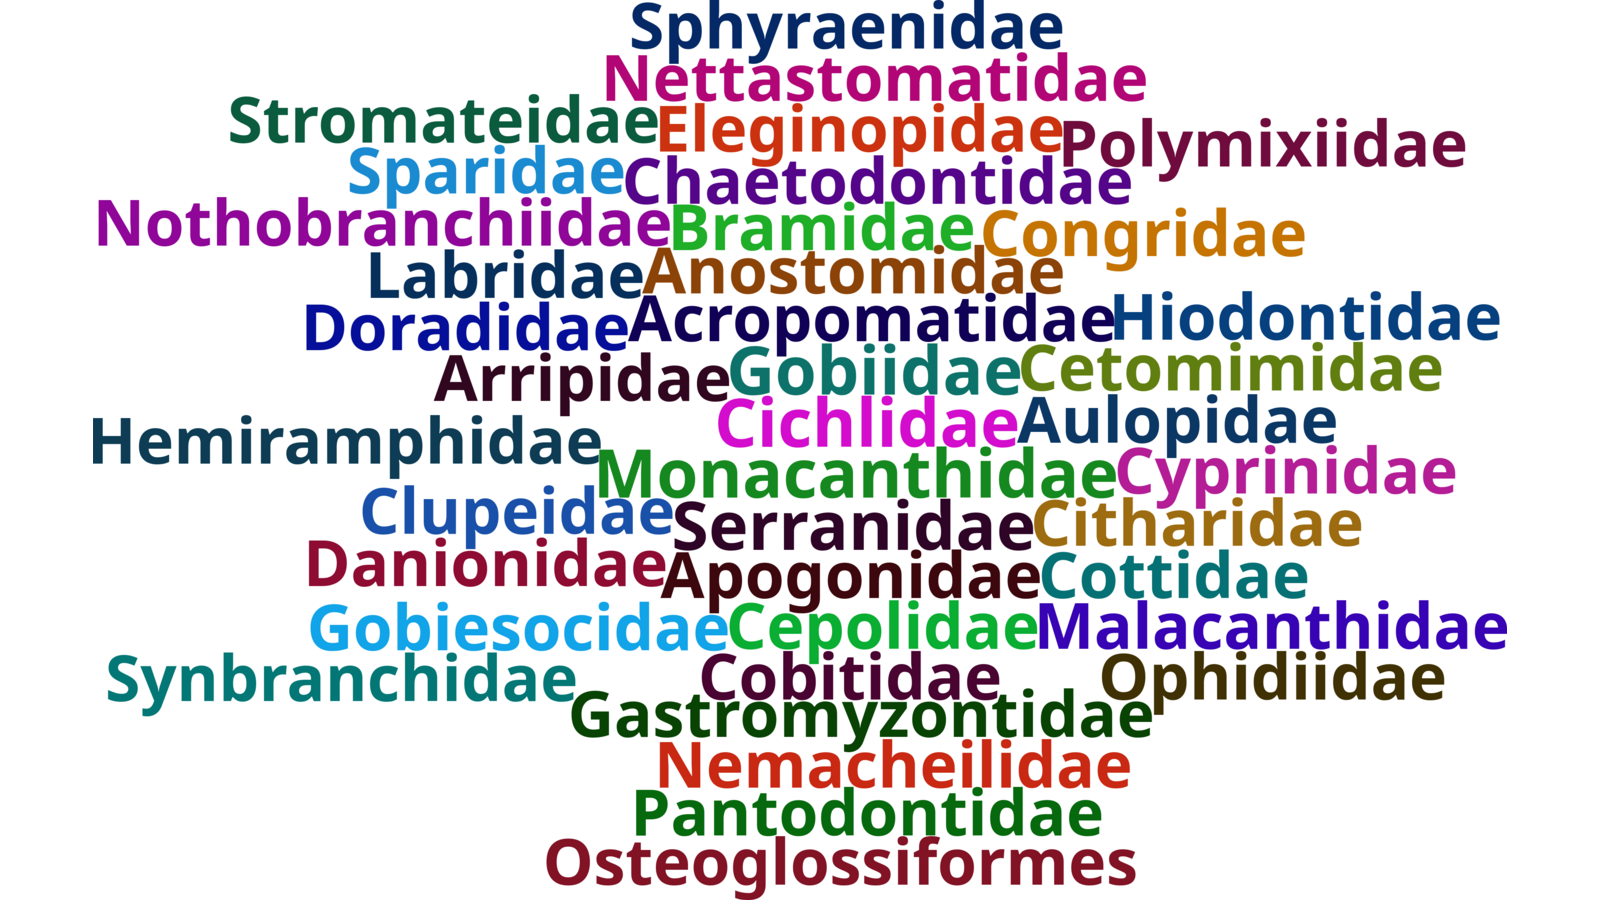 Sphyraenidae
Nettastomatidae
Stromateidae Eleginopidae Polymixiidae
Sparidae Chaetodontidae
Nothobranchiidae Bramidae Congridae
Labridae Anostomidae
Doradidae Acropomatidae Hiodontidae
Arripidae Gobiidae Cetomimidae
Cichlidae Aulopidae
Hemiramphidae Monacanthidae Cyprinidae
Clupeidae Serranidae Citharidae
Danionidae Apogonidae Cottidae
Gobiesocidae Cepolidae Malacanthidae
Synbranchidae Cobitidae Ophidiidae
Gastromyzontidae
Nemacheilidae
Pantodontidae
Osteoglossiformes